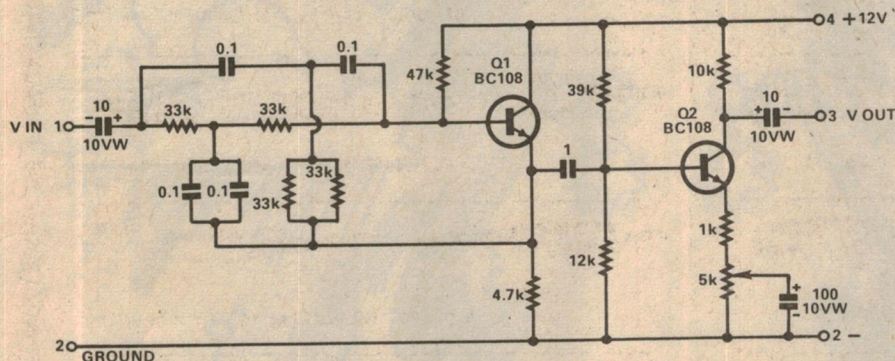 4 +12V
0.1
0.1
Q1
BC108
47k
39k
10k
10
- +
10VW
33k
33k
V IN 1
Q2
BC108
10
+ -
10VW
3 V OUT
1
0.1
0.1
33k
33k
1k
12k
5k
4.7k
+
100
10VW
-
2
GROUND
2 -